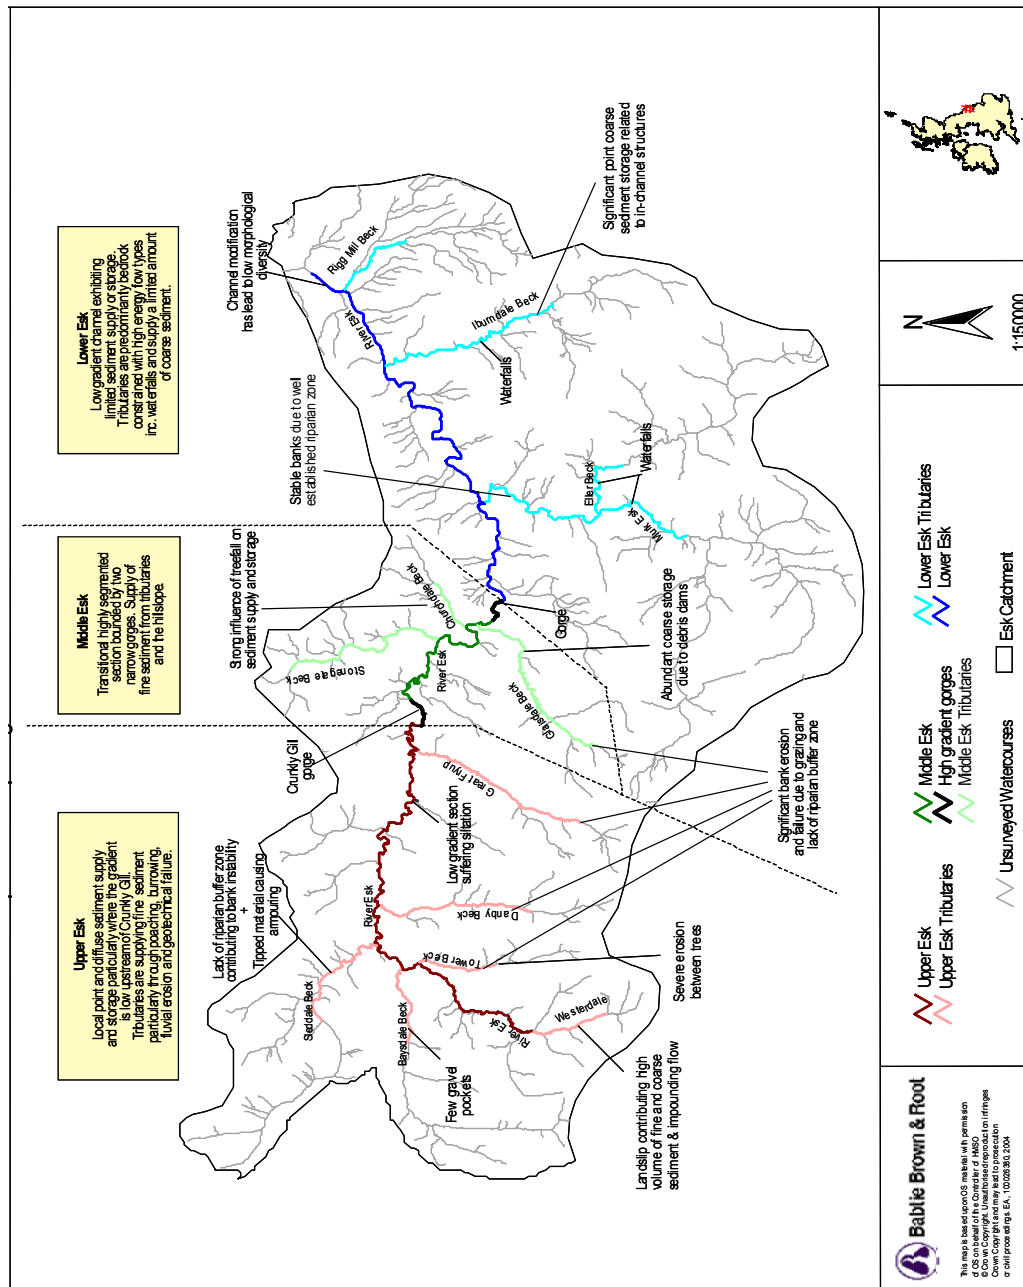 Upper Esk
Local point and diffuse sediment supply
and storage particularly where the gradient
is low upstream of Crunkly Gill.
Tributaries are supplying fine sediment
particularly through poaching, burrowing,
fluvial erosion and geotechnical failure.
Middle Esk
Transitional highly segmented
section bounded by two
narrow gorges. Supply of
fine sediment from tributaries
and the hillslope.
Lower Esk
Low gradient channel exhibiting
limited sediment supply or storage.
Tributaries are predominantly bedrock
constrained with high energy flow types
inc. waterfalls and supply a limited amount
of coarse sediment.
Lack of riparian buffer zone
contributing to bank instability
+
Tipped material causing
armouring
Crunkly Gill
gorge
Strong influence of treefall on
sediment supply and storage
Stable banks due to well
established riparian zone
Channel modification
has lead to low morphological
diversity
Sleddale Beck
Baysdale Beck
River Esk
Tower Beck
Danby Beck
River Esk
Westerdale
Great Fryup
Stonegate Beck
River Esk
Churchdale Beck
Glaisdale Beck
Gorge
River Esk
Rigg Mill Beck
Iburndale Beck
Waterfalls
Eller Beck
Waterfalls
Murk Esk
Few gravel
pockets
Low gradient section
suffering siltation
Landslip contributing high
volume of fine and coarse
sediment & impounding flow
Severe erosion
between trees
Significant bank erosion
and failure due to grazing and
lack of riparian buffer zone
Abundant coarse storage
due to debris dams
Significant point coarse
sediment storage related
to in-channel structures
Babtie Brown & Root
This map is based upon OS material with permission
of OS on behalf of the Controller of HMSO
© Crown Copyright. Unauthorised reproduction infringes
Crown Copyright and may lead to prosecution
or civil proceedings. EA, 100026380, 2004
Upper Esk
Upper Esk Tributaries
Middle Esk
High gradient gorges
Middle Esk Tributaries
Lower Esk Tributaries
Lower Esk
Unsurveyed Watercourses
Esk Catchment
N
1:150000